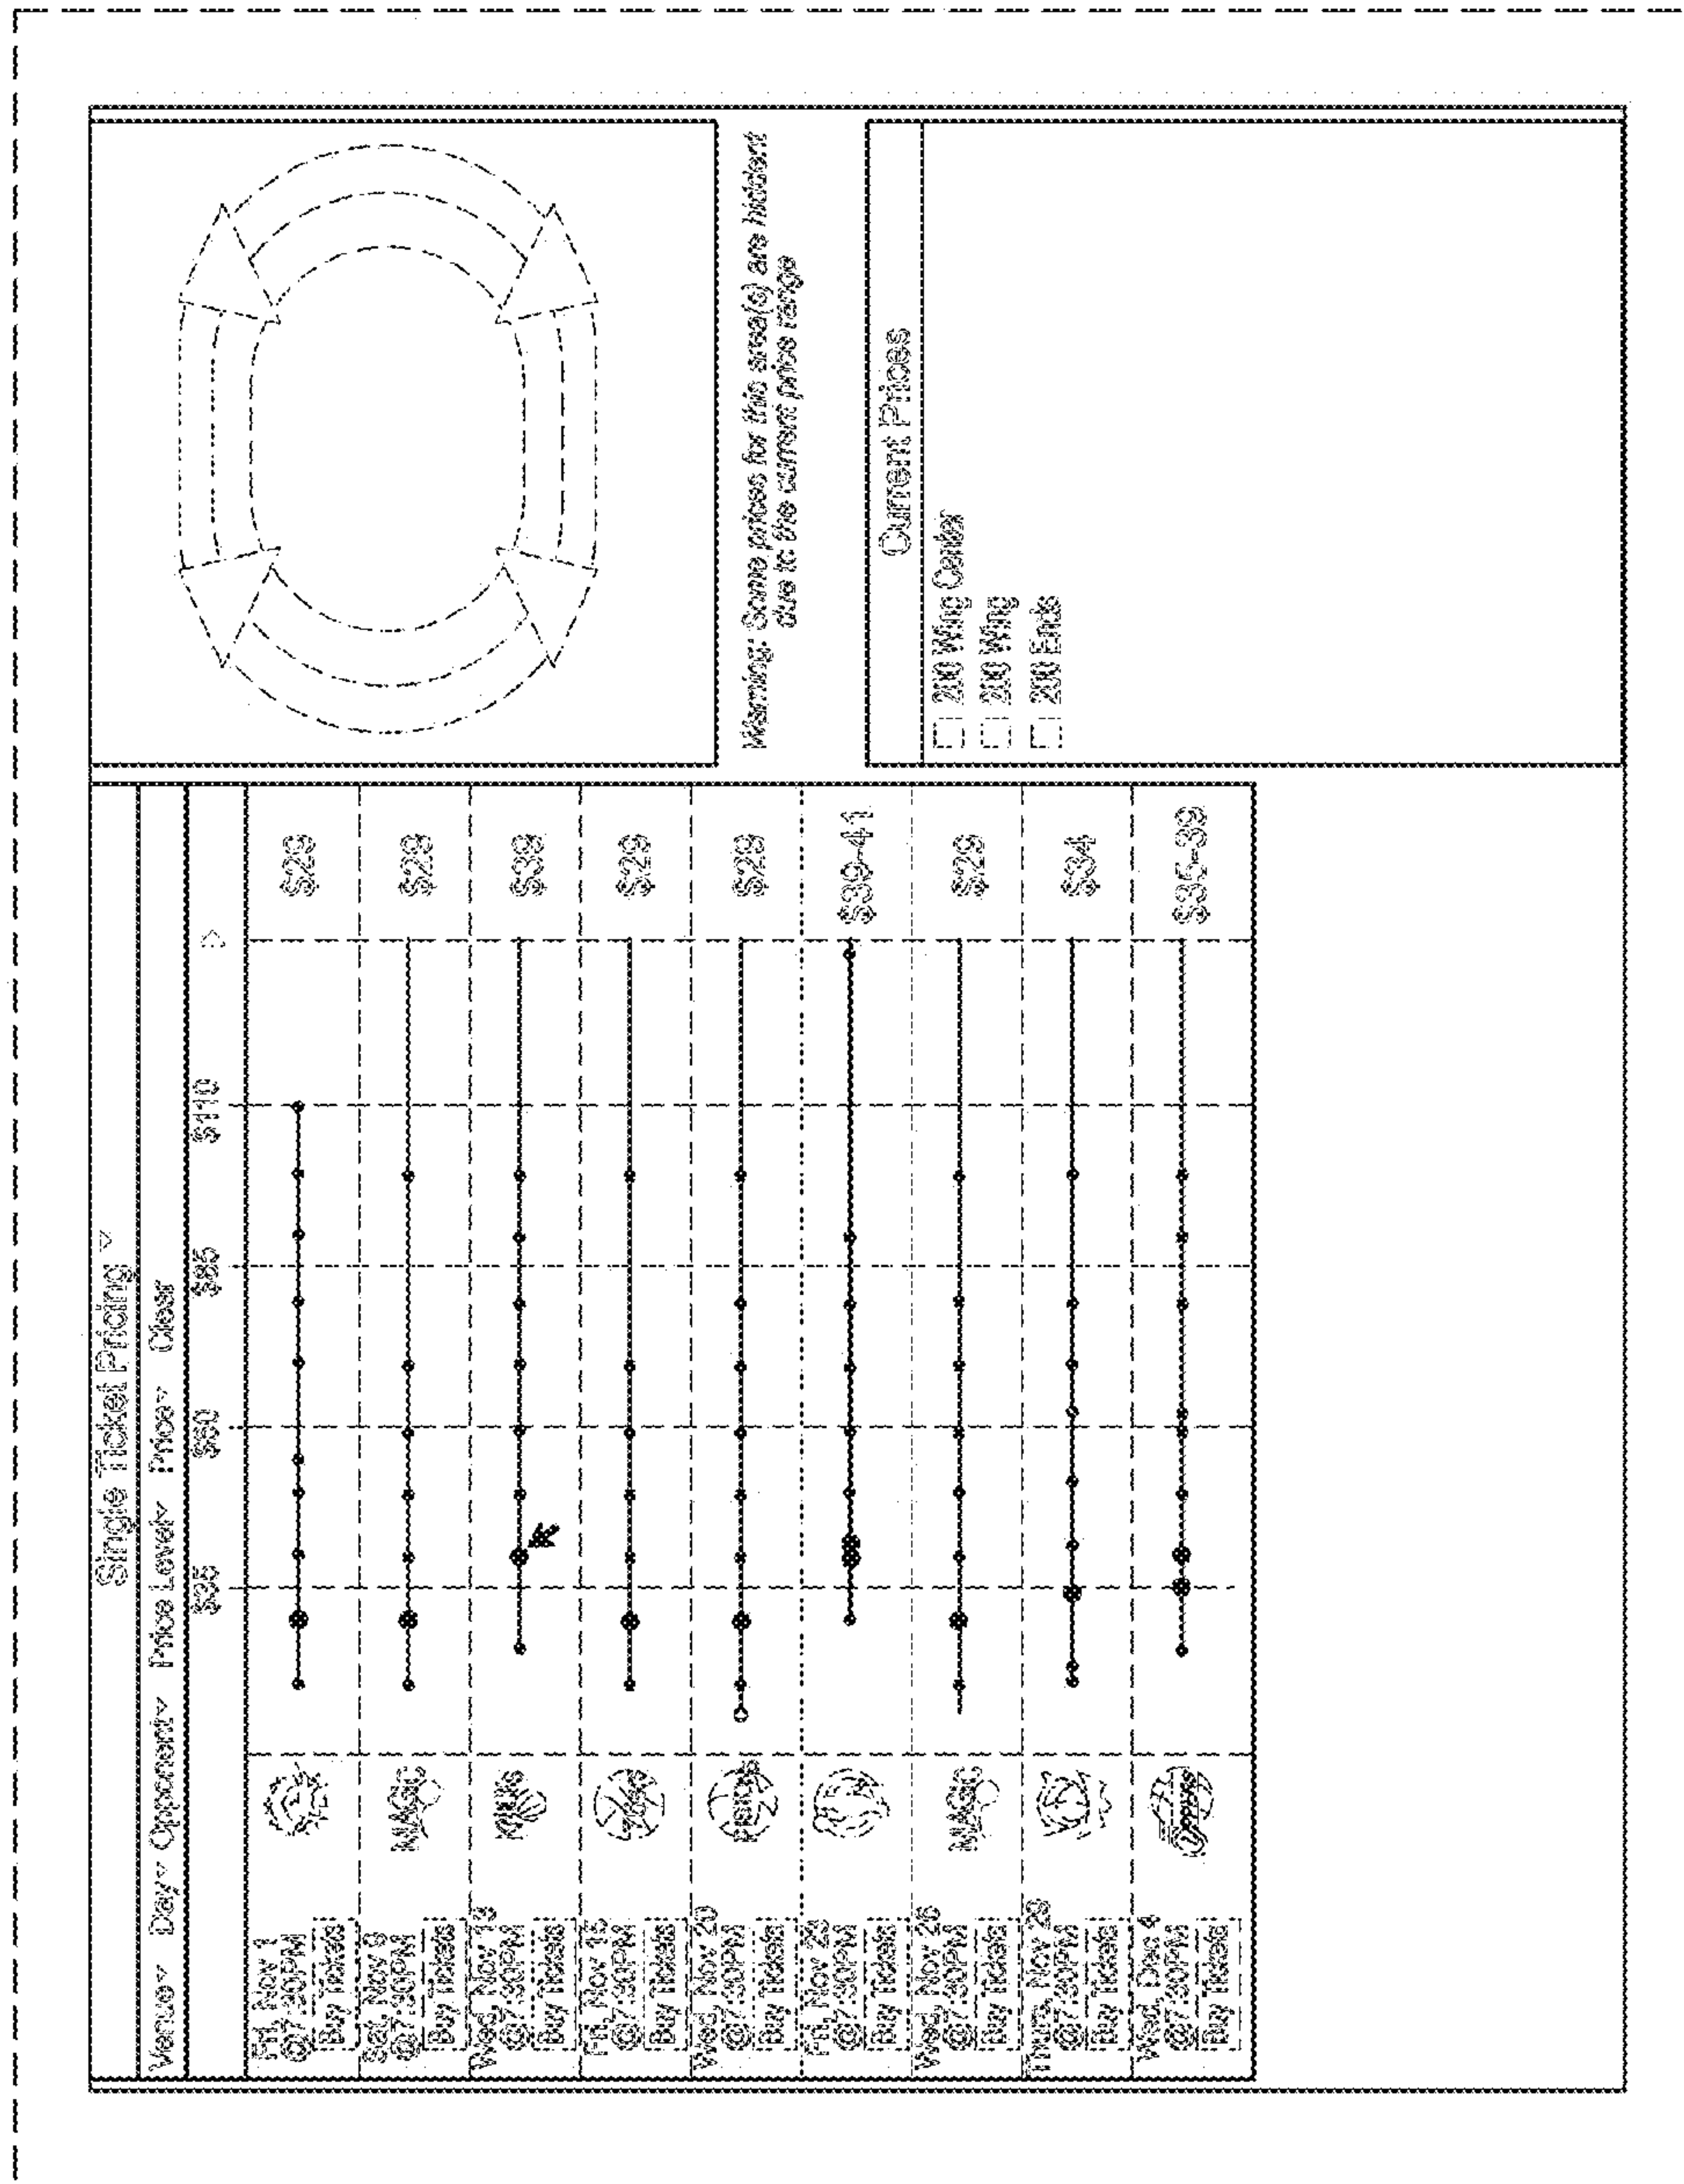 Single Ticket Pricing
Venue Day Opponent Price Level Price Clear
$35 $60 $85 $110 >
Fri, Nov 1
@7:30PM
Buy Tickets
$29
Sat, Nov 9
@7:30PM
Buy Tickets
MAGIC
$29
Wed, Nov 13
@7:30PM
Buy Tickets
$39
Fri, Nov 15
@7:30PM
Buy Tickets
$29
Wed, Nov 20
@7:30PM
Buy Tickets
$29
Fri, Nov
@7:30PM
Buy Tickets
$39-41
Wed, Nov 26
@7:30PM
Buy Tickets
MAGIC
$29
Thurs, Nov
@7:30PM
Buy Tickets
$34
Wed, Dec 4
@7:30PM
Buy Tickets
$35-39
Warning: Some prices for this area(s) are hidden
due to the current price range
Current Prices
200 Wing Center
200 Wing
200 Ends